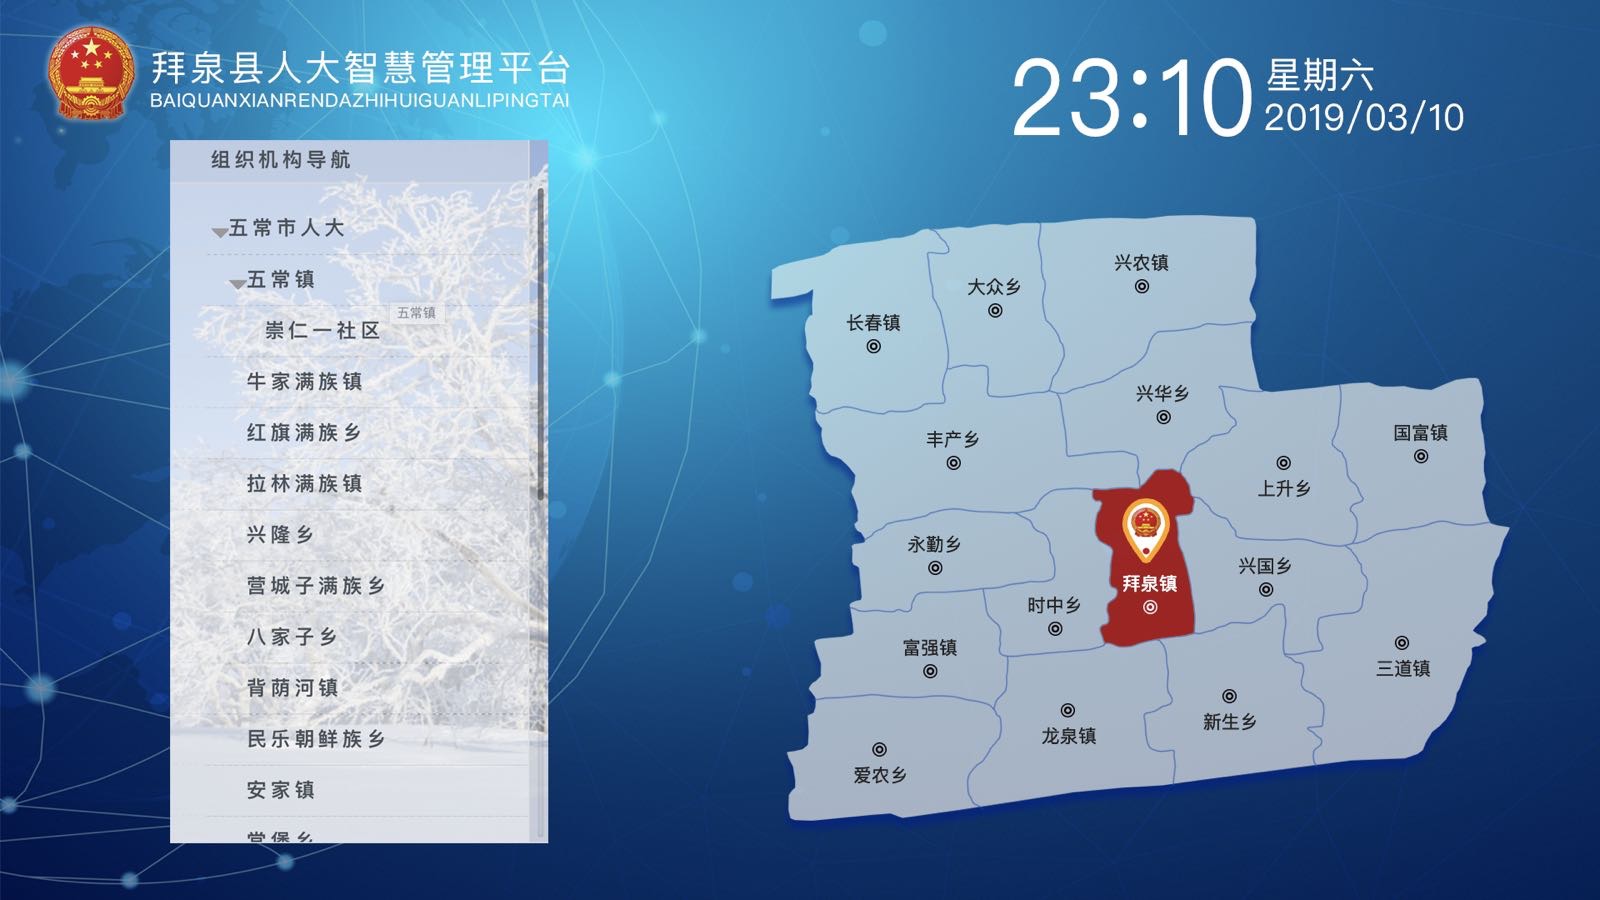 拜泉县人大智慧管理平台
BAIQUANXIANRENDAZHIHUIGUANLIPINGTAI
23:10
星期六
2019/03/10
组织机构导航
五常市人大
五常镇
五常镇
崇仁一社区
牛家满族镇
红旗满族乡
拉林满族镇
兴隆乡
营城子满族乡
八家子乡
背荫河镇
民乐朝鲜族乡
安家镇
兴农镇
大众乡
长春镇
兴华乡
国富镇
丰产乡
上升乡
永勤乡
兴国乡
拜泉镇
时中乡
富强镇
三道镇
新生乡
龙泉镇
爱农乡